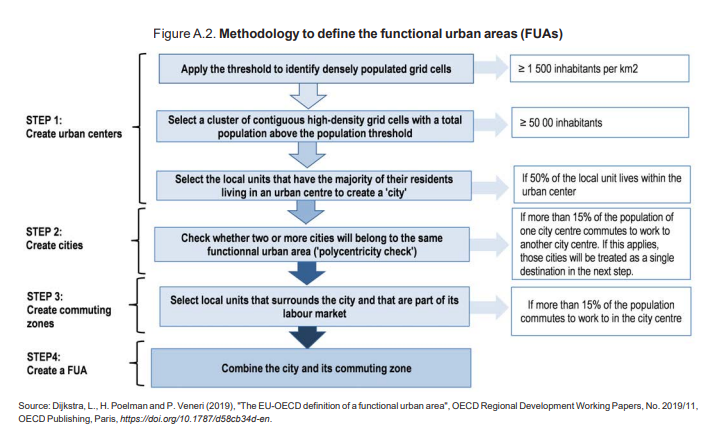 Figure A.2. Methodology to define the functional urban areas (FUAs)
Apply the threshold to identify densely populated grid cells
≥ 1 500 inhabitants per km2
STEP 1:
Create urban centers
Select a cluster of contiguous high-density grid cells with a total
population above the population threshold
≥ 50 00 inhabitants
Select the local units that have the majority of their residents
living in an urban centre to create a 'city'
If 50% of the local unit lives within the
urban center
STEP 2:
Create cities
Check whether two or more cities will belong to the same
functionnal urban area ('polycentricity check')
If more than 15% of the population of
one city centre commutes to work to
another city centre. If this applies,
those cities will be treated as a single
destination in the next step.
STEP 3:
Create commuting
zones
Select local units that surrounds the city and that are part of its
labour market
If more than 15% of the population
commutes to work to in the city centre
STEP4:
Create a FUA
Combine the city and its commuting zone
Source: Dijkstra, L., H. Poelman and P. Veneri (2019), "The EU-OECD definition of a functional urban area", OECD Regional Development Working Papers, No. 2019/11,
OECD Publishing, Paris, https://doi.org/10.1787/d58cb34d-en.